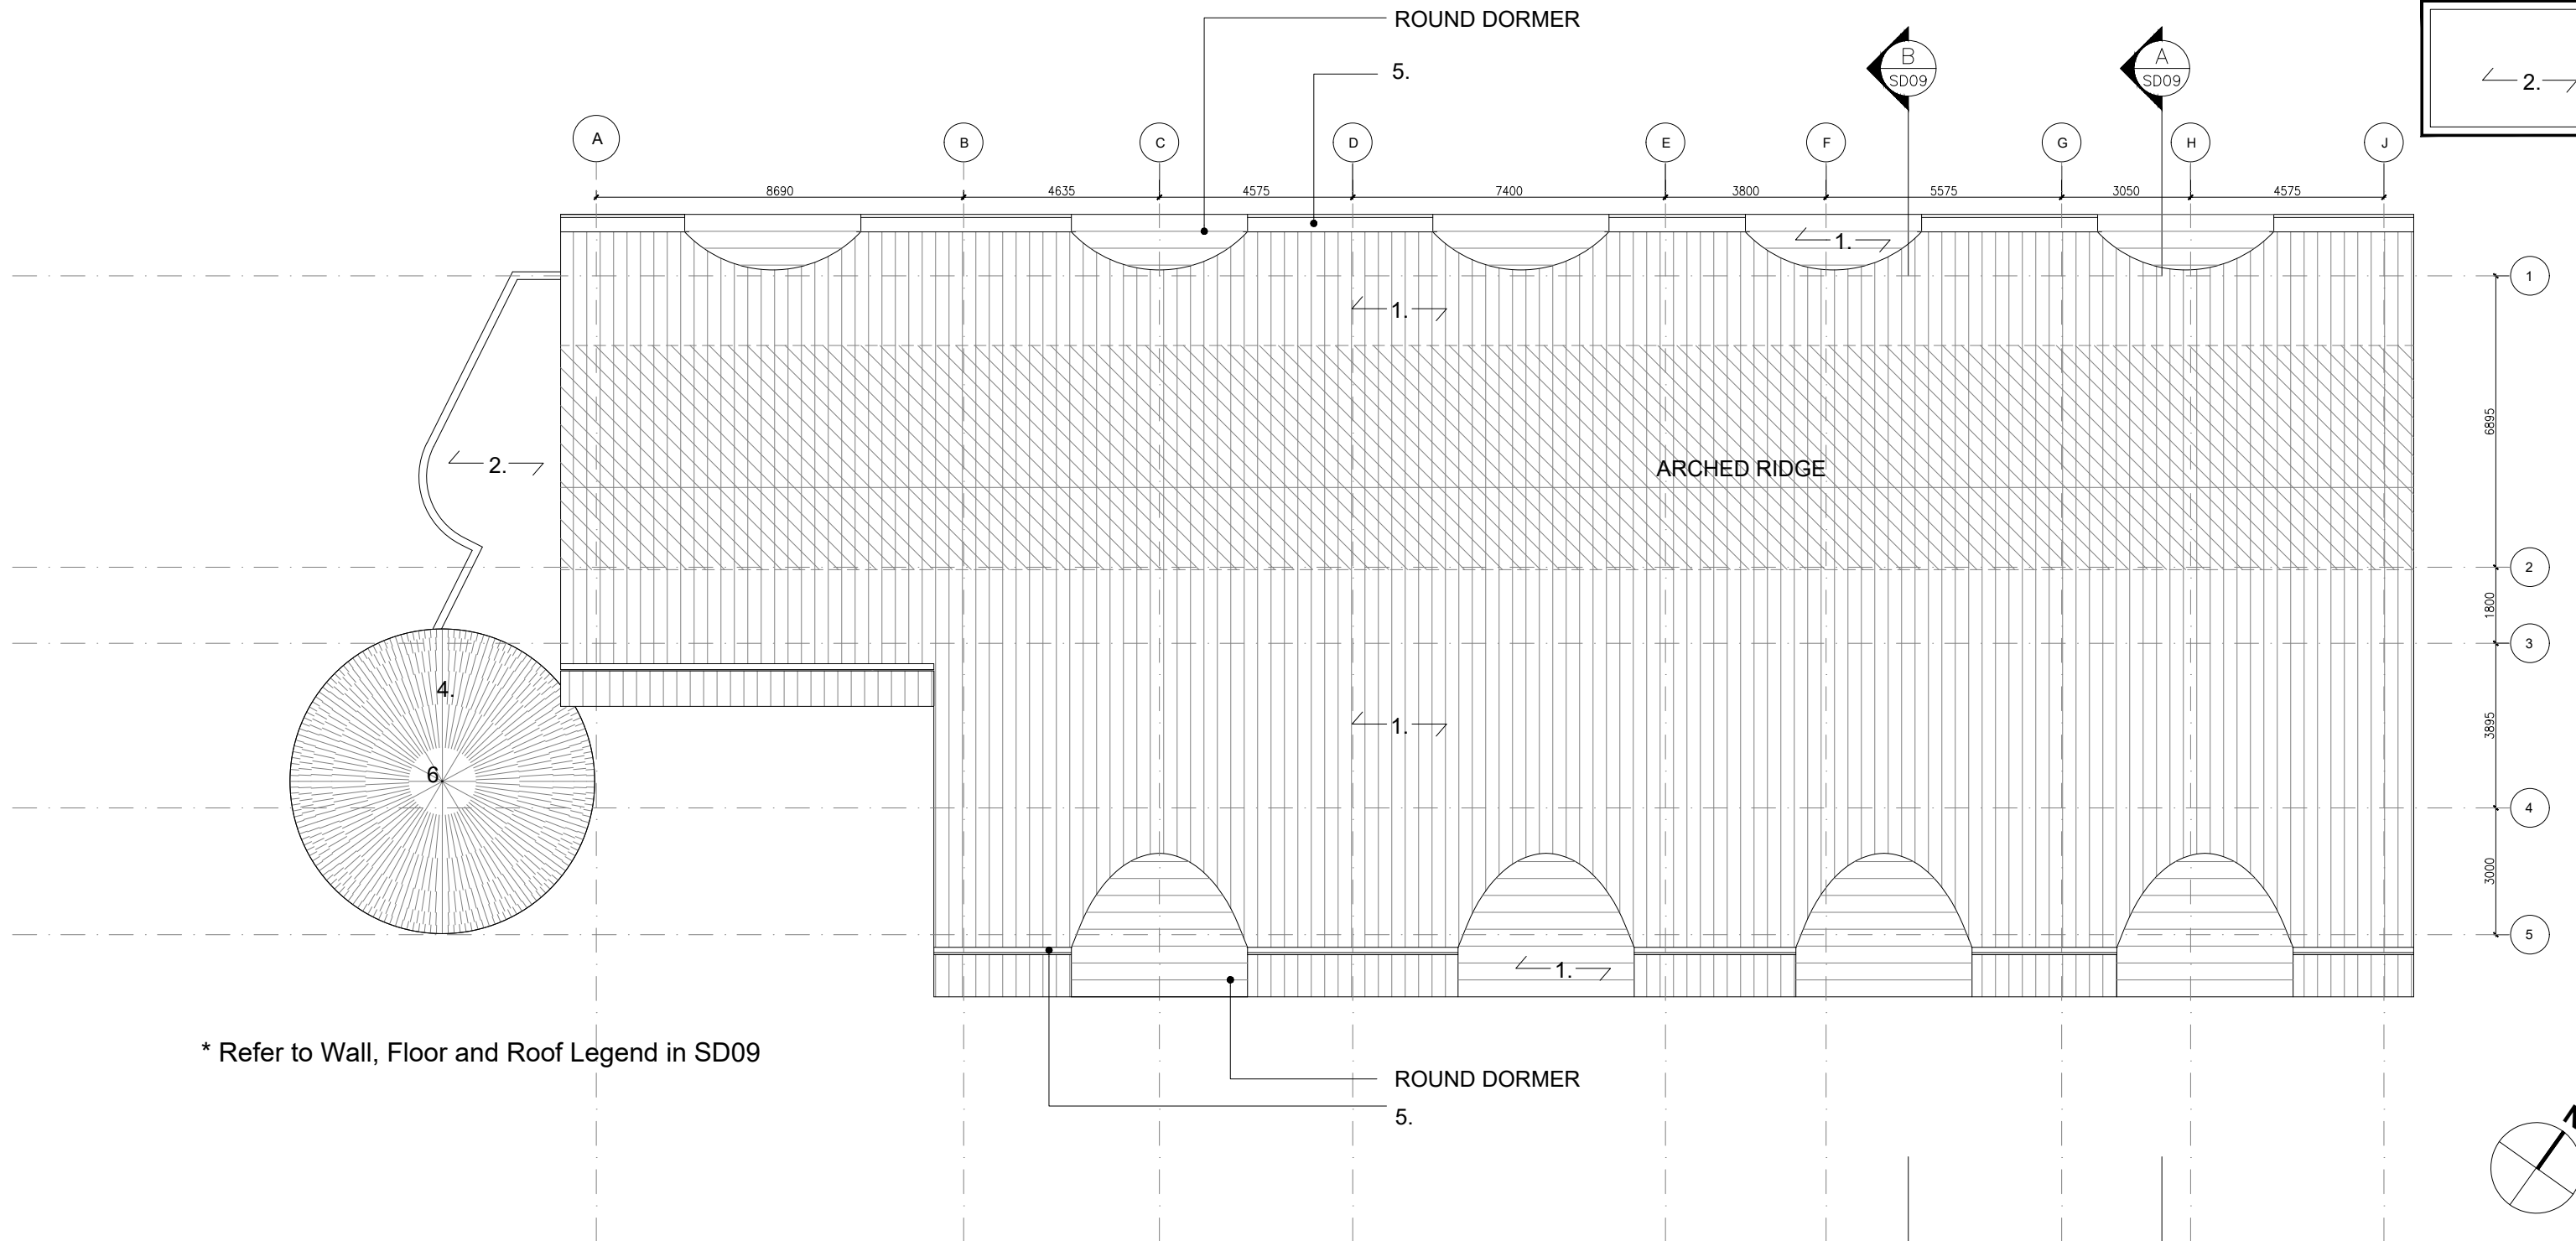 ROUND DORMER
5.
B
SD09
A
SD09
2.
A
B
C
D
E
F
G
H
J
8690
4635
4575
7400
3800
5575
3050
4575
1.
1
1.
6895
ARCHED RIDGE
2.
2
1800
3
4.
3895
1.
6.
4
3000
5
1.
* Refer to Wall, Floor and Roof Legend in SD09
ROUND DORMER
5.